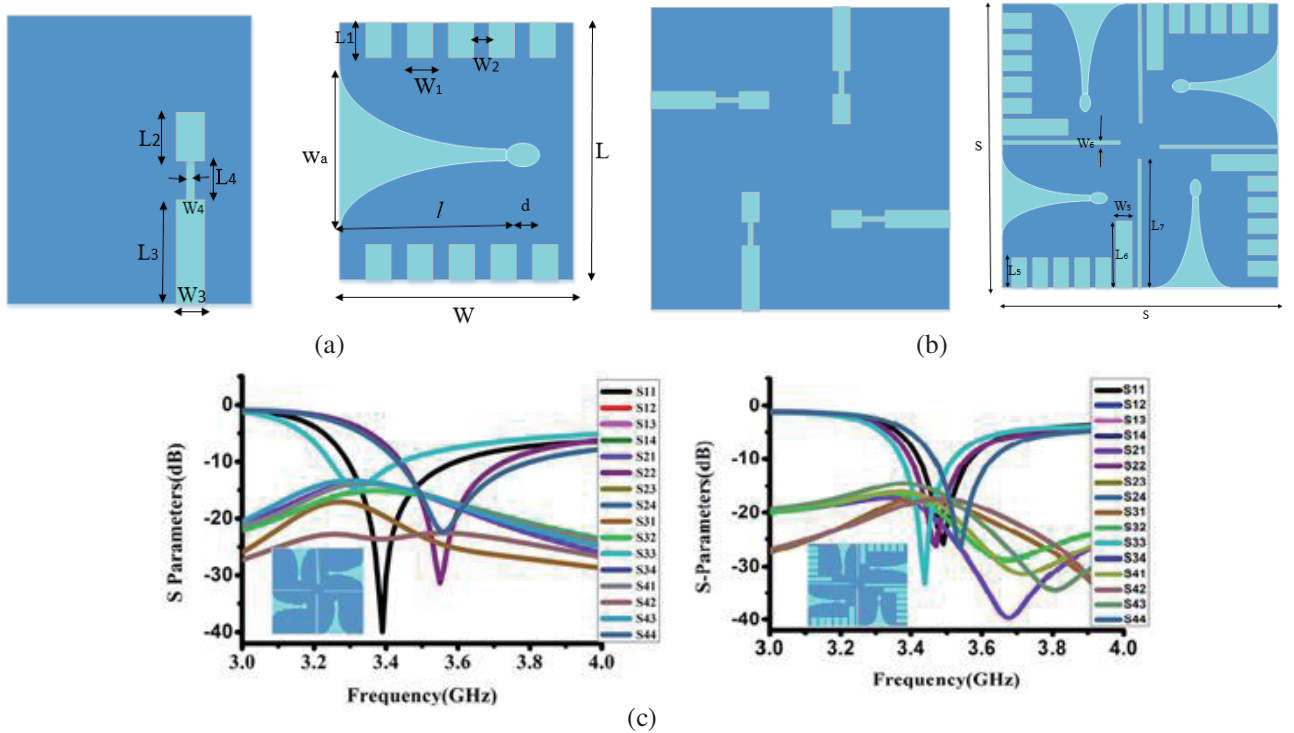 L2
L4
W4
L3
W3
L1
W2
W1
Wa
L
l
d
W
(a)
S
W6
W5
L7
L6
L5
S
(b)
S Parameters(dB)
0
-10
-20
-30
-40
3.0
3.2
3.4
3.6
3.8
4.0
Frequency(GHz)
S11
S12
S13
S14
S21
S22
S23
S31
S32
S33
S34
S41
S42
S43
S44
S-Parameters(dB)
0
-10
-20
-30
-40
3.0
3.2
3.4
3.6
3.8
4.0
Frequency(GHz)
S11
S12
S13
S14
S21
S22
S23
S24
S31
S32
S33
S34
S41
S42
S43
S44
(c)